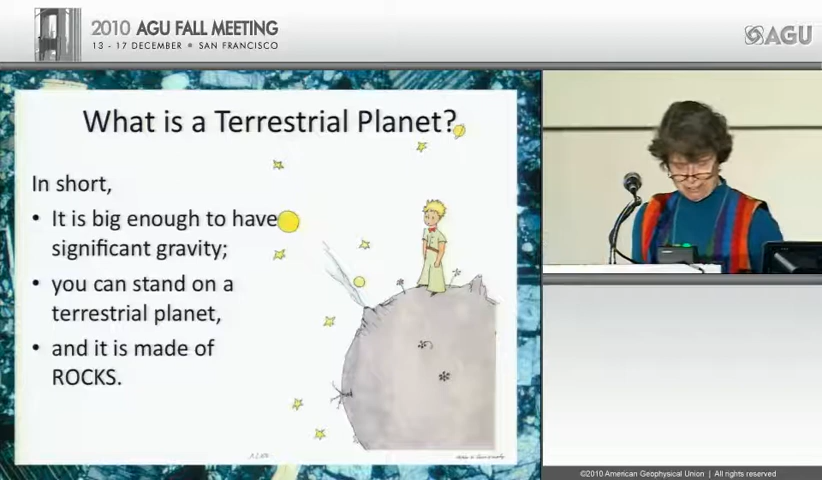 2010 AGU FALL MEETING
13 - 17 DECEMBER SAN FRANCISCO
AGU
What is a Terrestrial Planet?
In short,
• It is big enough to have
significant gravity;
• you can stand on a
terrestrial planet,
• and it is made of
ROCKS.
©2010 American Geophysical Union | All rights reserved